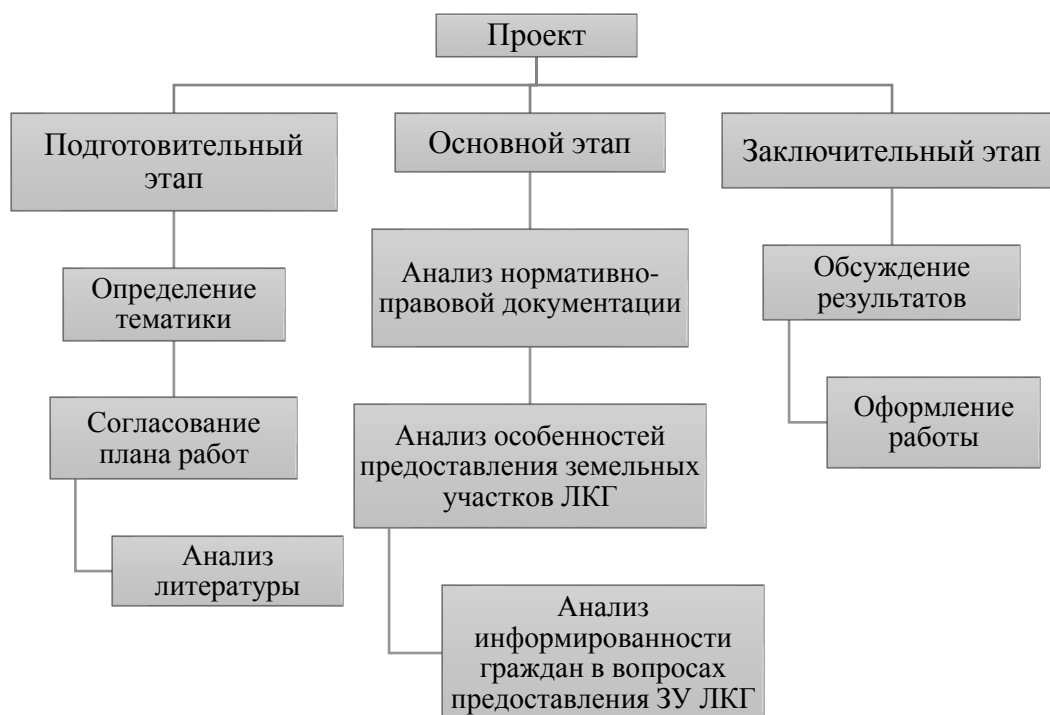 Проект
Подготовительный
этап
Определение
тематики
Согласование
плана работ
Анализ
литературы
Основной этап
Анализ нормативно-
правовой документации
Анализ особенностей
предоставления земельных
участков ЛКГ
Анализ
информированности
граждан в вопросах
предоставления ЗУ ЛКГ
Заключительный этап
Обсуждение
результатов
Оформление
работы